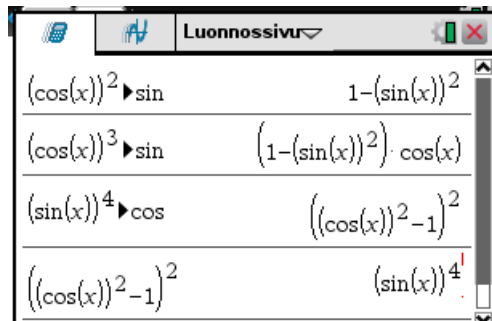 Luonnossivu
(cos(x))²▶sin 1−(sin(x))²
(cos(x))³▶sin (1−(sin(x))²)· cos(x)
(sin(x))⁴▶cos ((cos(x))²−1)²
((cos(x))²−1)² (sin(x))⁴